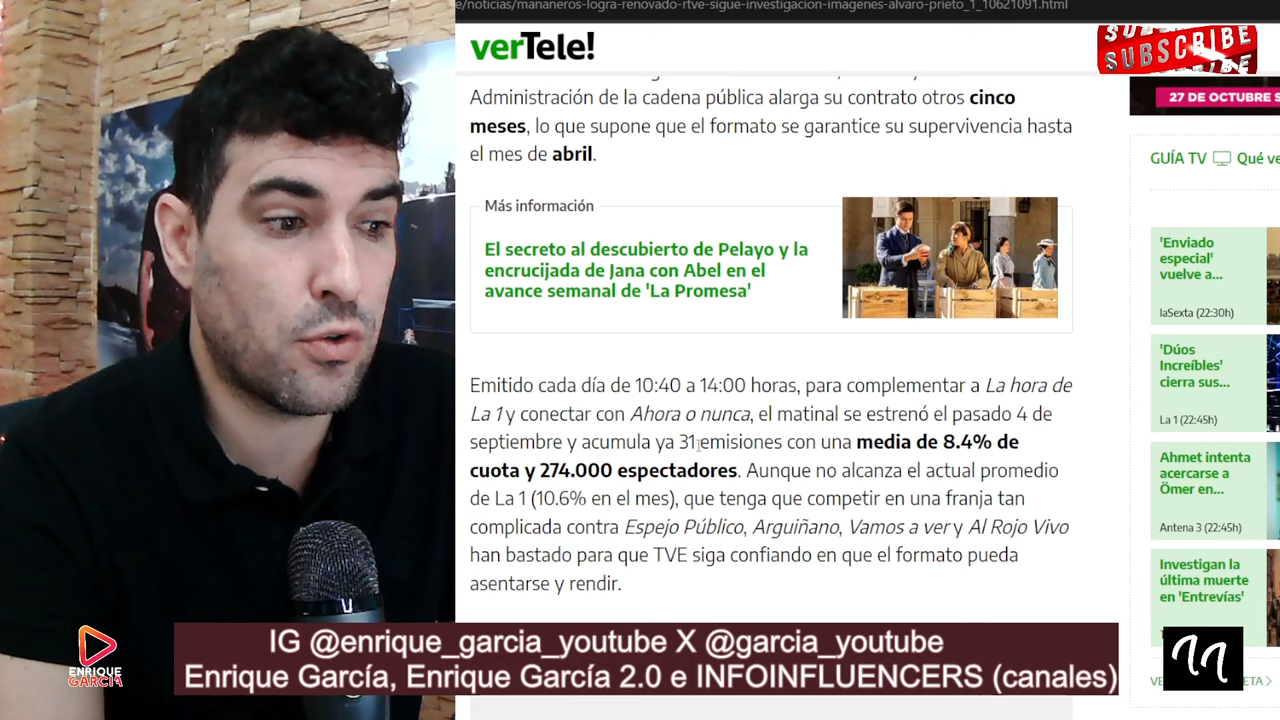 e/noticias/mananeros-logra-renovado-rtve-sigue-investigacion-imagenes-alvaro-prieto_1_10621091.html
verTele!
SUBSCRIBE
Administración de la cadena pública alarga su contrato otros cinco
meses, lo que supone que el formato se garantice su supervivencia hasta
el mes de abril.
Más información
El secreto al descubierto de Pelayo y la
encrucijada de Jana con Abel en el
avance semanal de 'La Promesa'
Emitido cada día de 10:40 a 14:00 horas, para complementar a La hora de
La 1 y conectar con Ahora o nunca, el matinal se estrenó el pasado 4 de
septiembre y acumula ya 31 emisiones con una media de 8.4% de
cuota y 274.000 espectadores. Aunque no alcanza el actual promedio
de La 1 (10.6% en el mes), que tenga que competir en una franja tan
complicada contra Espejo Público, Arguiñano, Vamos a ver y Al Rojo Vivo
han bastado para que TVE siga confiando en que el formato pueda
asentarse y rendir.
27 DE OCTUBRE S
GUÍA TV Qué ve
'Enviado
especial'
vuelve a...
laSexta (22:30h)
'Dúos
Increíbles'
cierra sus...
La 1 (22:45h)
Ahmet intenta
acercarse a
Ömer en...
Antena 3 (22:45h)
Investigan la
última muerte
en 'Entrevías'
ENRIQUE
GARCÍA
IG @enrique_garcia_youtube X @garcia_youtube
Enrique García, Enrique García 2.0 e INFOINFLUENCERS (canales)